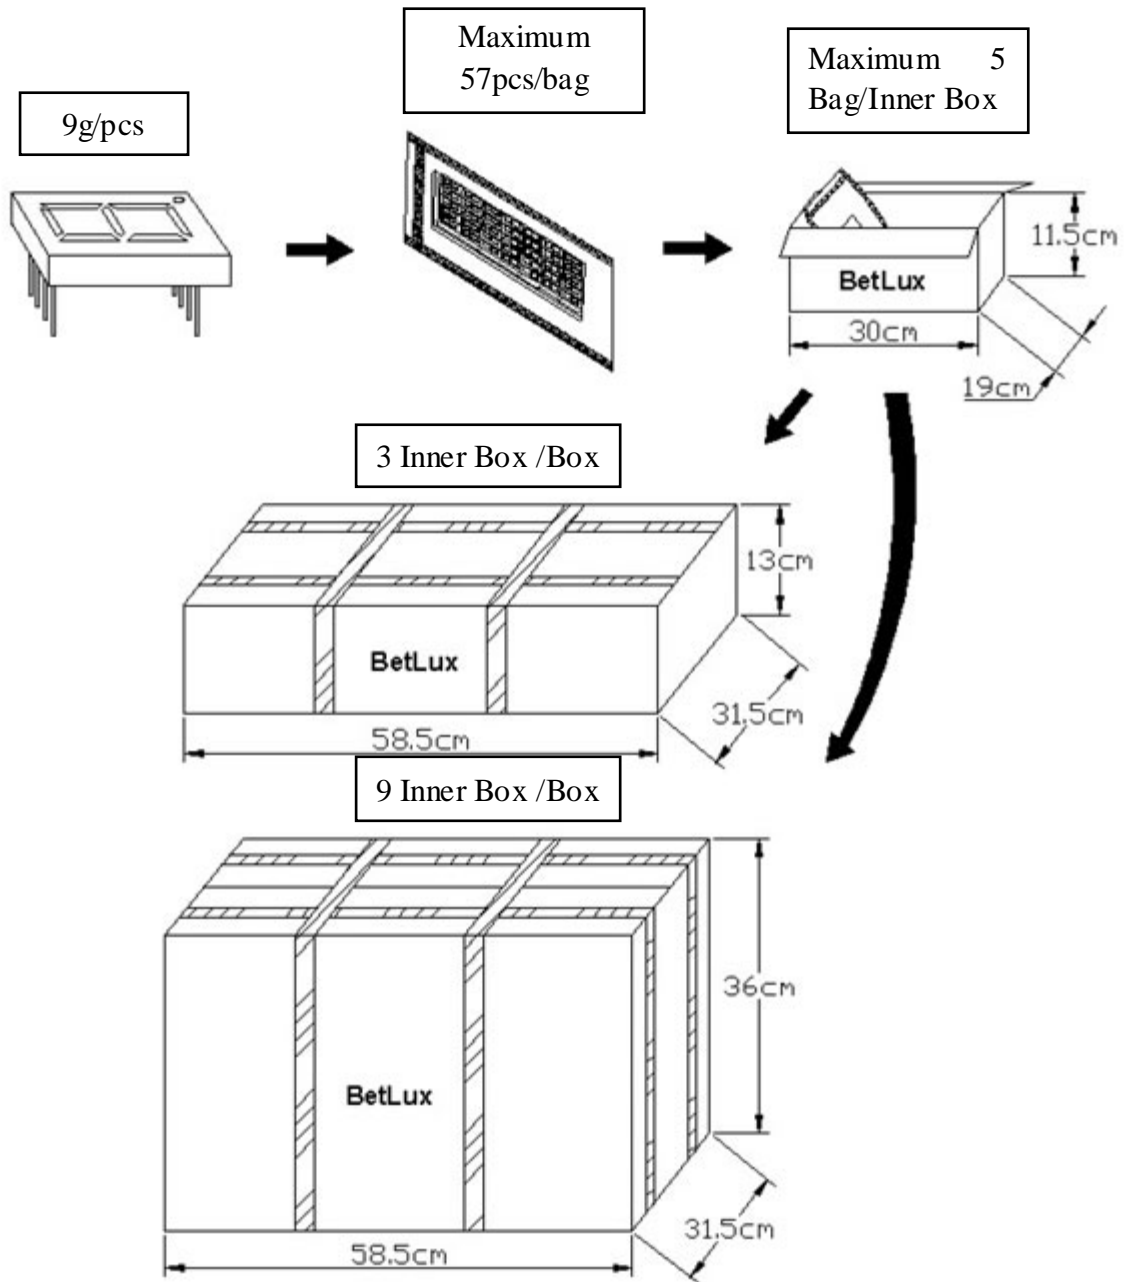 Maximum
57pcs/bag
Maximum 5
Bag/Inner Box
9g/pcs
11.5cm
BetLux
30cm
19cm
3 Inner Box /Box
13cm
BetLux
31.5cm
58.5cm
9 Inner Box /Box
36cm
BetLux
31.5cm
58.5cm